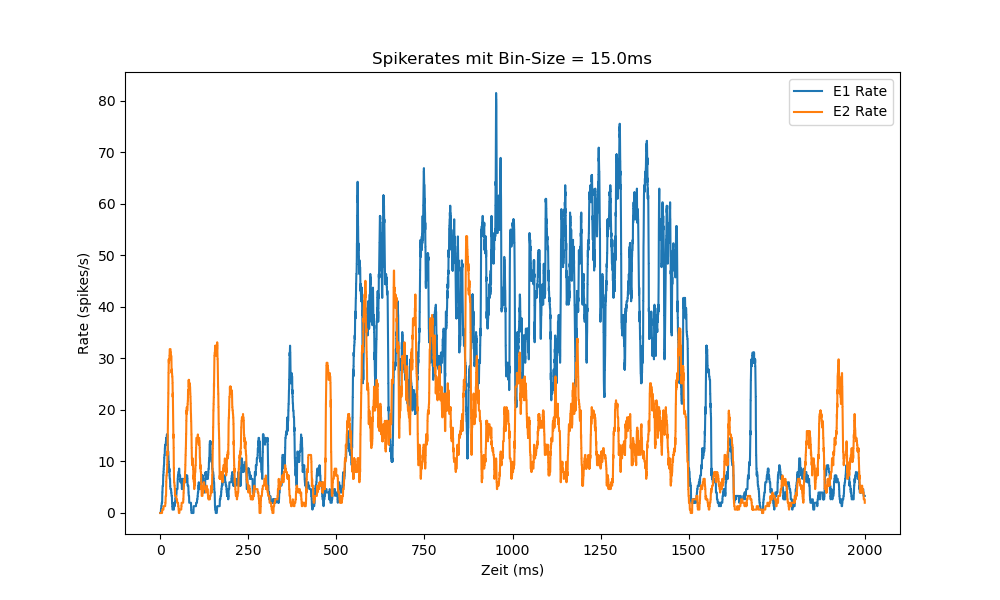 Spikerates mit Bin-Size = 15.0ms
E1 Rate
E2 Rate
80
70
60
50
40
30
20
10
0
Rate (spikes/s)
0 250 500 750 1000 1250 1500 1750 2000
Zeit (ms)